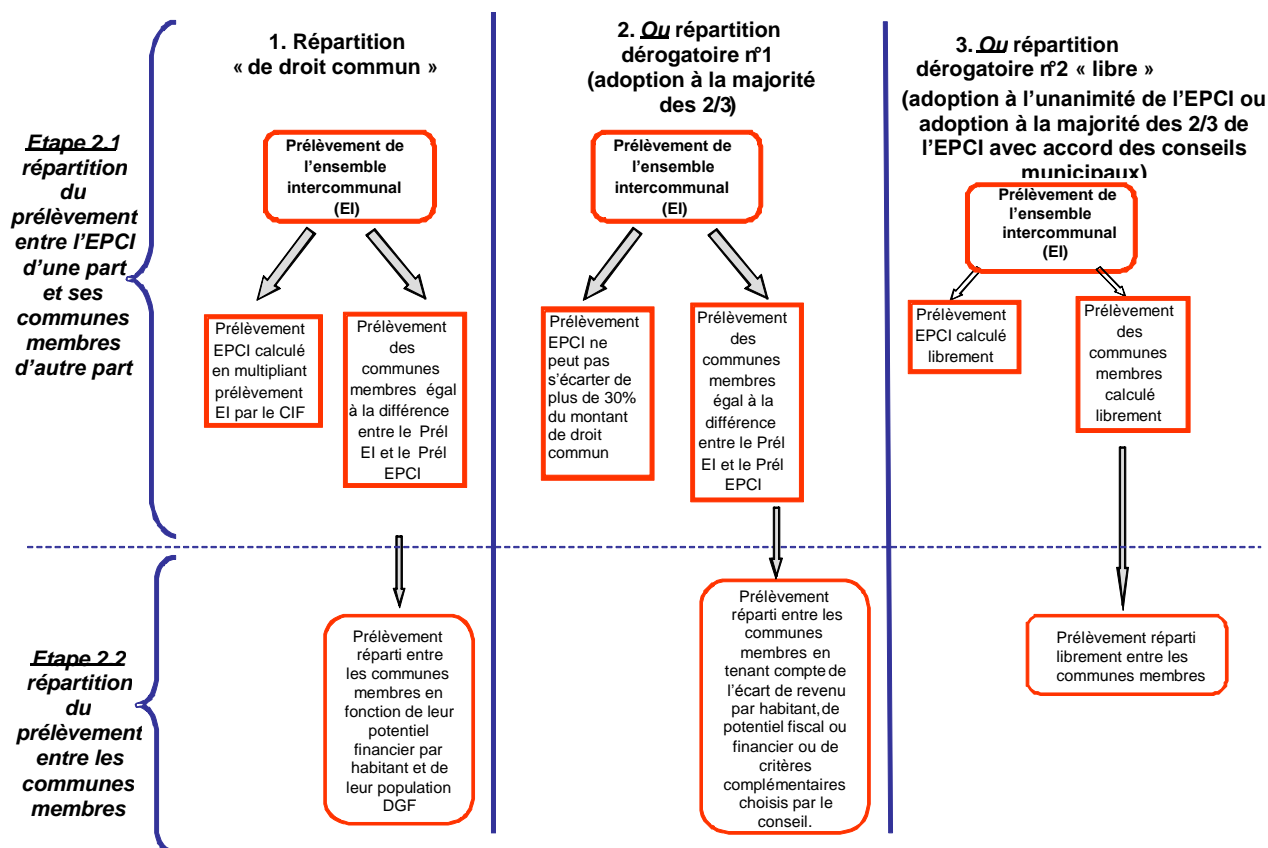 1. Répartition
« de droit commun »
2. Ou répartition
dérogatoire n°1
(adoption à la majorité
des 2/3)
3. Ou répartition
dérogatoire n°2 « libre »
(adoption à l’unanimité de l’EPCI ou
adoption à la majorité des 2/3 de
l’EPCI avec accord des conseils
municipaux)
Etape 2.1
répartition
du
prélèvement
entre l’EPCI
d’une part
et ses
communes
membres
d’autre part
Prélèvement de
l’ensemble
intercommunal
(EI)
Prélèvement
EPCI calculé
en multipliant
prélèvement
EI par le CIF
Prélèvement
des
communes
membres égal
à la différence
entre le Prél
EI et le Prél
EPCI
Prélèvement de
l’ensemble
intercommunal
(EI)
Prélèvement
EPCI ne
peut pas
s’écarter de
plus de 30%
du montant
de droit
commun
Prélèvement
des
communes
membres
égal à la
différence
entre le Prél
EI et le Prél
EPCI
Prélèvement de
l’ensemble
intercommunal
(EI)
Prélèvement
EPCI calculé
librement
Prélèvement
des
communes
membres
calculé
librement
Etape 2.2
répartition
du
prélèvement
entre les
communes
membres
Prélèvement
réparti entre
les communes
membres en
fonction de leur
potentiel
financier par
habitant et de
leur population
DGF
Prélèvement
réparti entre les
communes
membres en
tenant compte de
l’écart de revenu
par habitant, de
potentiel fiscal ou
financier ou de
critères
complémentaires
choisis par le
conseil.
Prélèvement réparti
librement entre les
communes membres